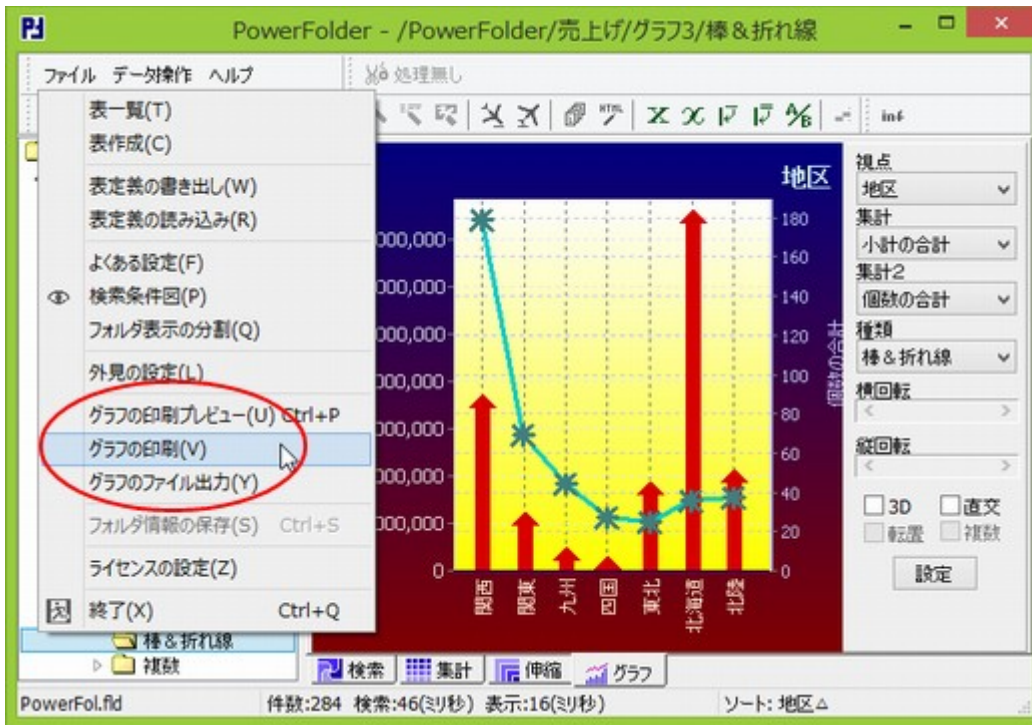 PowerFolder - /PowerFolder/売上げ/グラフ3/棒&折れ線
ファイル データ操作 ヘルプ
処理無し
inf
表一覧(T)
表作成(C)
表定義の書き出し(W)
表定義の読み込み(R)
よくある設定(F)
検索条件図(P)
フォルダ表示の分割(Q)
外見の設定(L)
グラフの印刷プレビュー(U) Ctrl+P
グラフの印刷(V)
グラフのファイル出力(Y)
フォルダ情報の保存(S) Ctrl+S
ライセンスの設定(Z)
終了(X) Ctrl+Q
棒&折れ線
複数
地区
000,000
000,000
000,000
000,000
000,000
000,000
000,000
0
180
160
140
120
100
80
60
40
20
0
個数の合計
関西
関東
九州
四国
東北
北海道
北陸
視点
地区
集計
小計の合計
集計2
個数の合計
種類
棒&折れ線
横回転
縦回転
3D 直交
転置 複数
設定
検索 集計 伸縮 グラフ
PowerFol.fld 件数:284 検索:46(ミリ秒) 表示:16(ミリ秒) ソート: 地区△